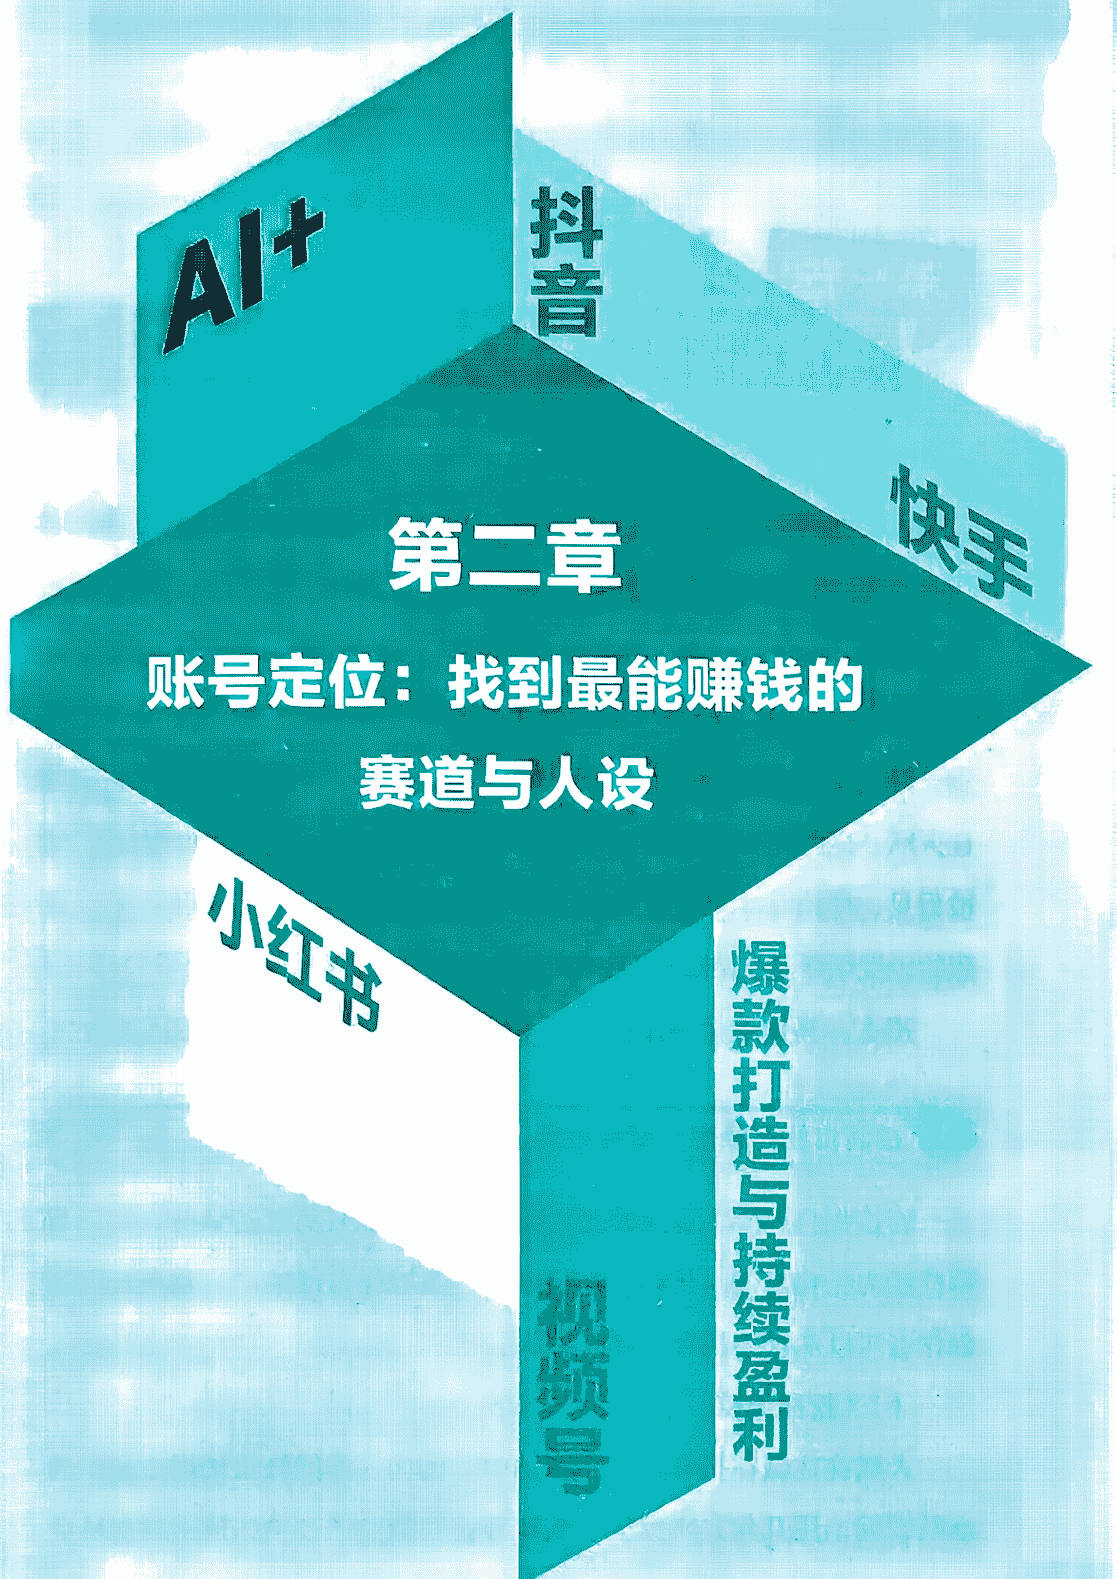 AI+
抖音
快手
第二章
账号定位：找到最能赚钱的
赛道与人设
小红书
视频号
爆款打造与持续盈利